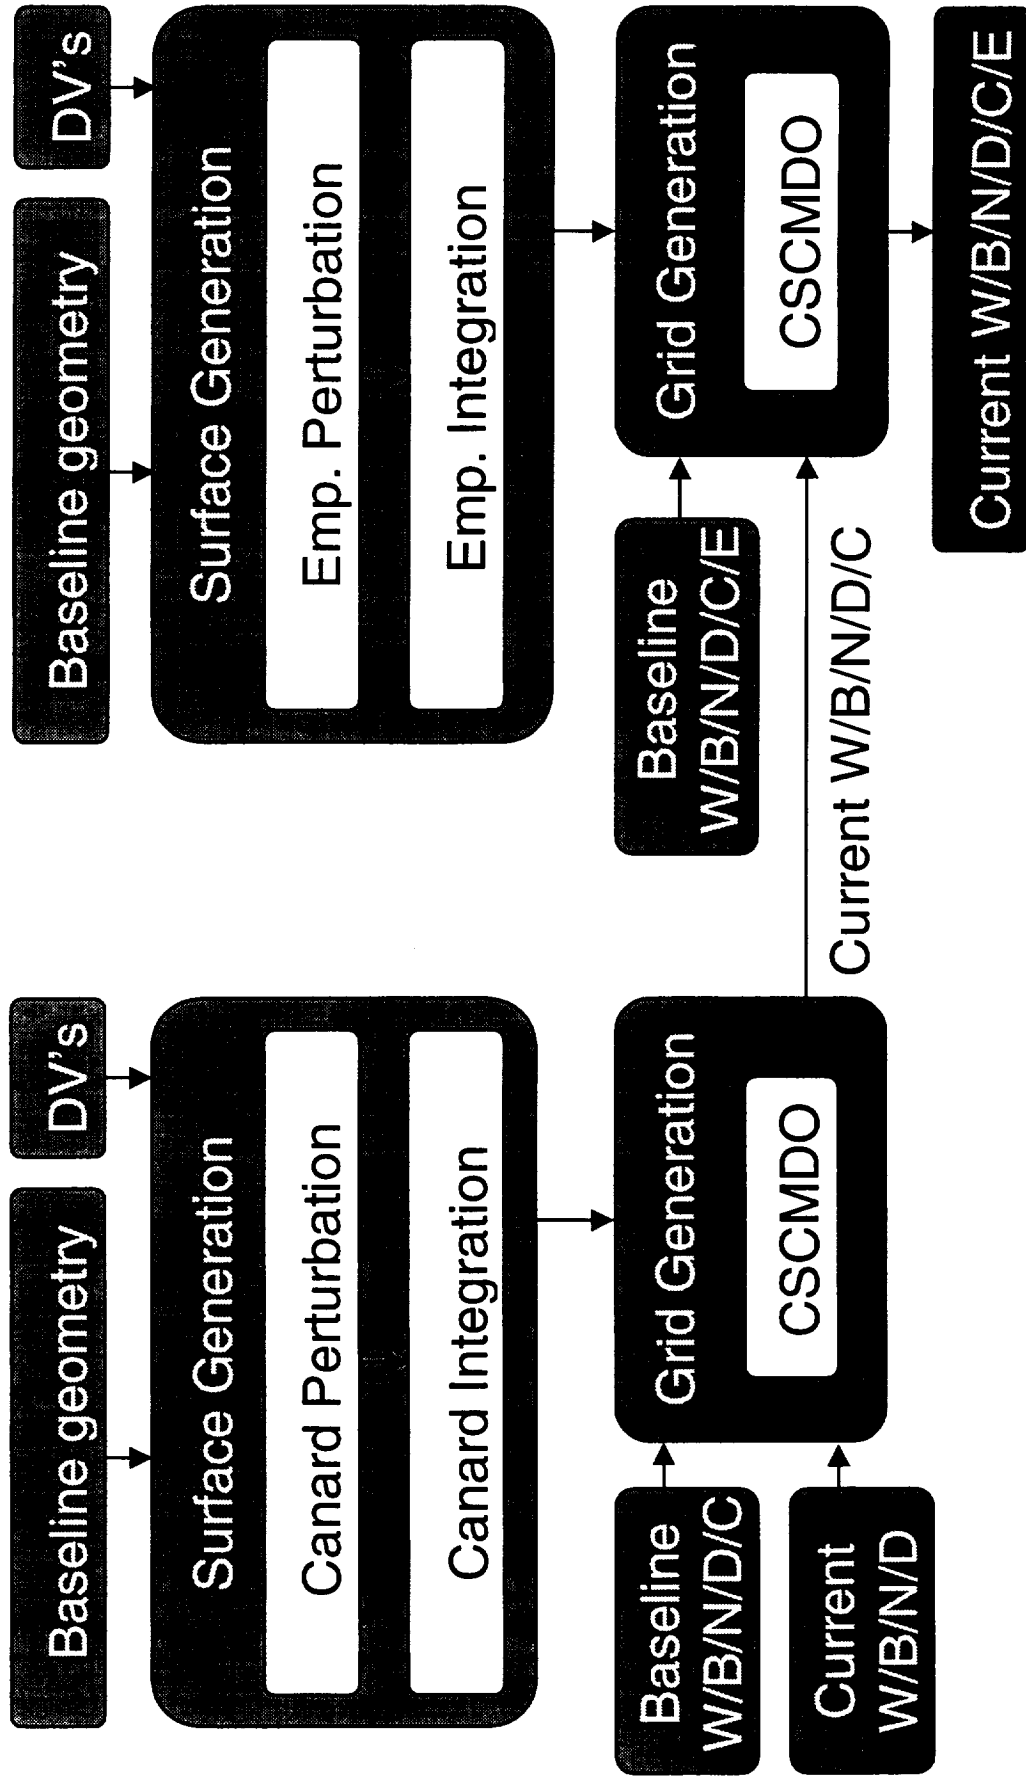 Baseline geometry
DV's
Surface Generation
Canard Perturbation
Canard Integration
Baseline
W/B/N/D/C
Current
W/B/N/D
Grid Generation
CSCMDO
Current W/B/N/D/C
Baseline geometry
DV's
Surface Generation
Emp. Perturbation
Emp. Integration
Baseline
W/B/N/D/C/E
Grid Generation
CSCMDO
Current W/B/N/D/C/E